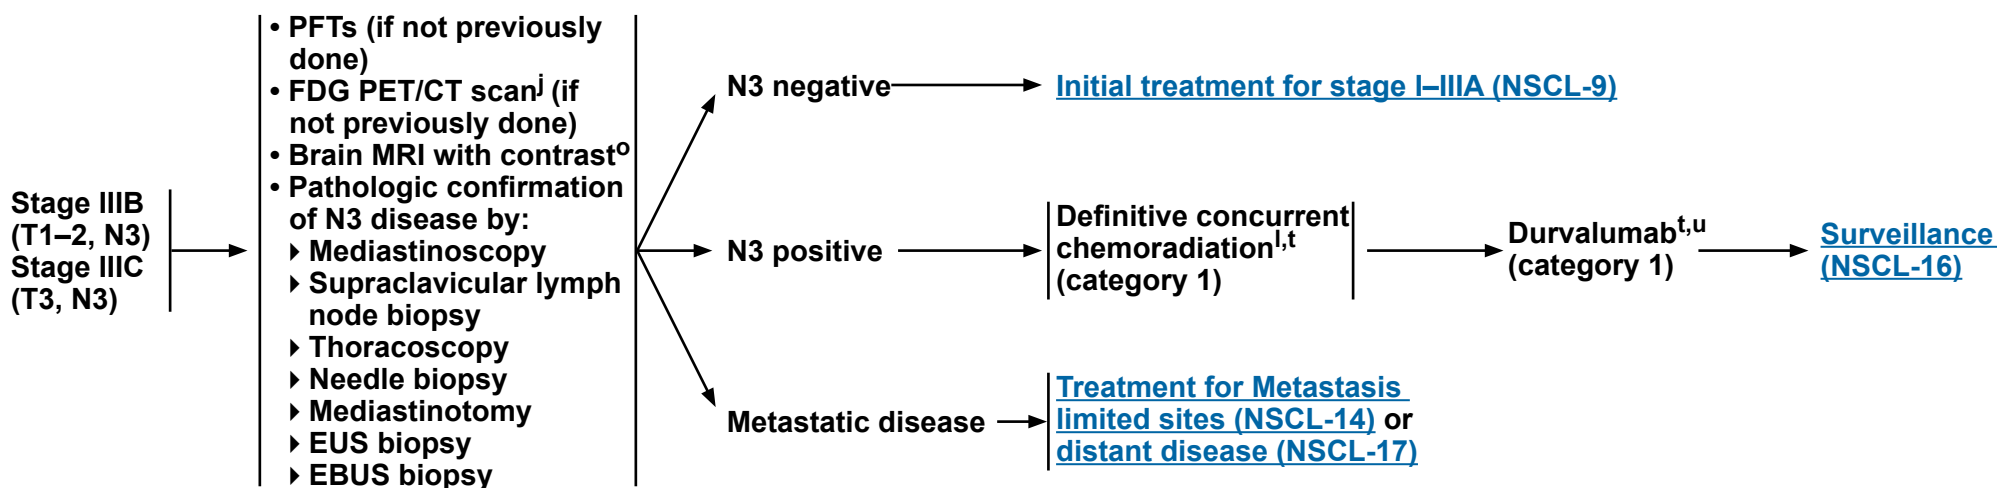 Stage IIIB
(T1–2, N3)
Stage IIIC
(T3, N3)
• PFTs (if not previously
done)
• FDG PET/CT scanj (if
not previously done)
• Brain MRI with contrasto
• Pathologic confirmation
of N3 disease by:
Mediastinoscopy
Supraclavicular lymph
node biopsy
Thoracoscopy
Needle biopsy
Mediastinotomy
EUS biopsy
EBUS biopsy
N3 negative
Initial treatment for stage I–IIIA (NSCL-9)
N3 positive
Definitive concurrent
chemoradiationl,t
(category 1)
Durvalumabt,u
(category 1)
Surveillance
(NSCL-16)
Metastatic disease
Treatment for Metastasis
limited sites (NSCL-14) or
distant disease (NSCL-17)